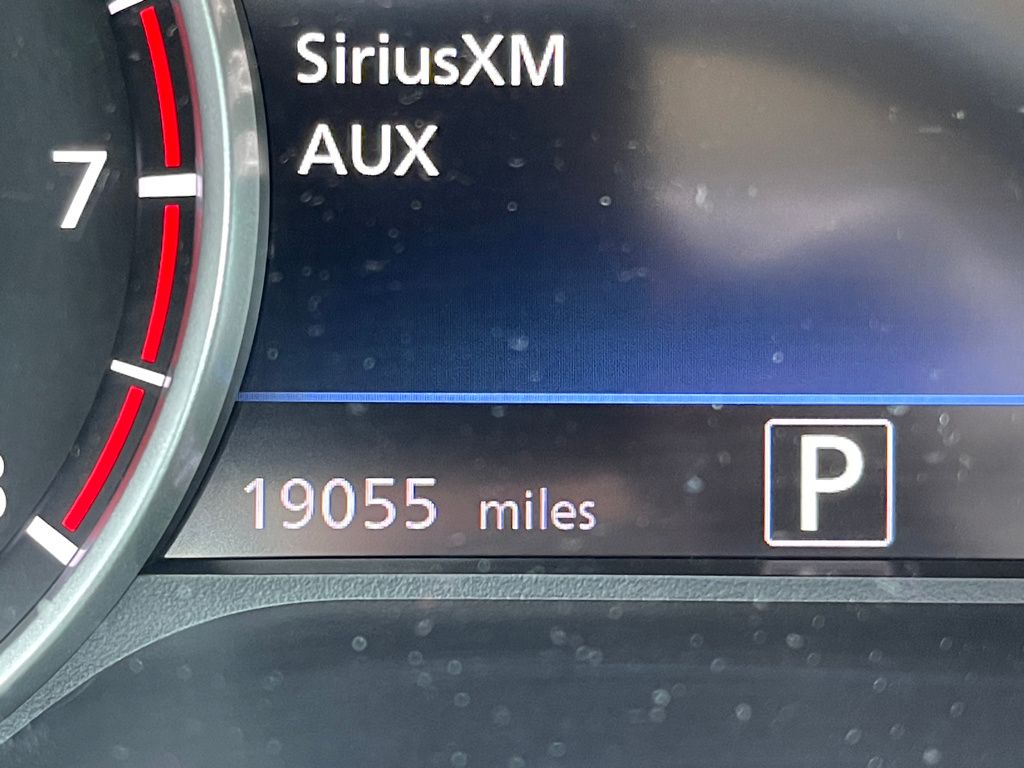 SiriusXM
AUX
7
19055 miles
P